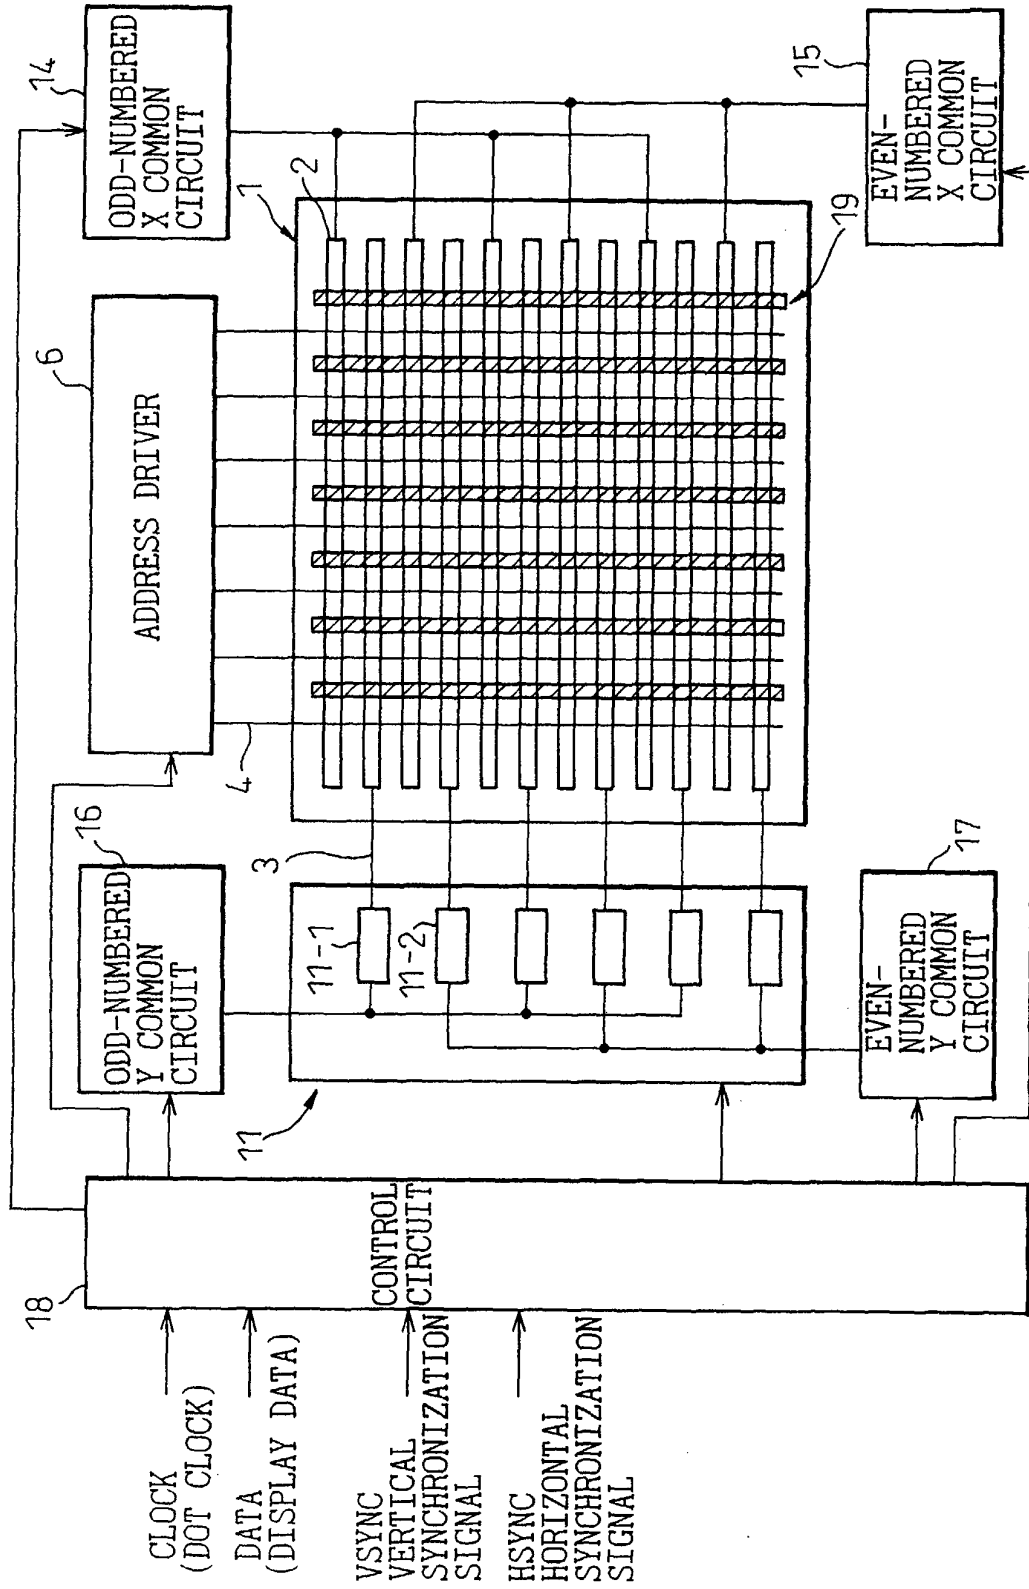 18
CONTROL
CIRCUIT
CLOCK
(DOT CLOCK)
DATA
(DISPLAY DATA)
VSYNC
VERTICAL
SYNCHRONIZATION
SIGNAL
HSYNC
HORIZONTAL
SYNCHRONIZATION
SIGNAL
16
ODD-NUMBERED
Y COMMON
CIRCUIT
11
11-1
11-2
3
17
EVEN-
NUMBERED
Y COMMON
CIRCUIT
6
ADDRESS DRIVER
4
1
2
19
14
ODD-NUMBERED
X COMMON
CIRCUIT
15
EVEN-
NUMBERED
X COMMON
CIRCUIT